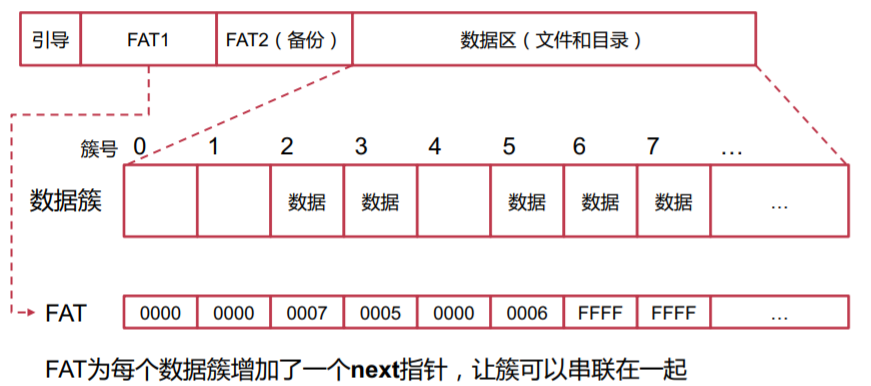 引导 FAT1 FAT2（备份） 数据区（文件和目录）
簇号 0 1 2 3 4 5 6 7 …
数据簇 数据 数据 数据 数据 数据 …
FAT 0000 0000 0007 0005 0000 0006 FFFF FFFF …
FAT为每个数据簇增加了一个next指针，让簇可以串联在一起